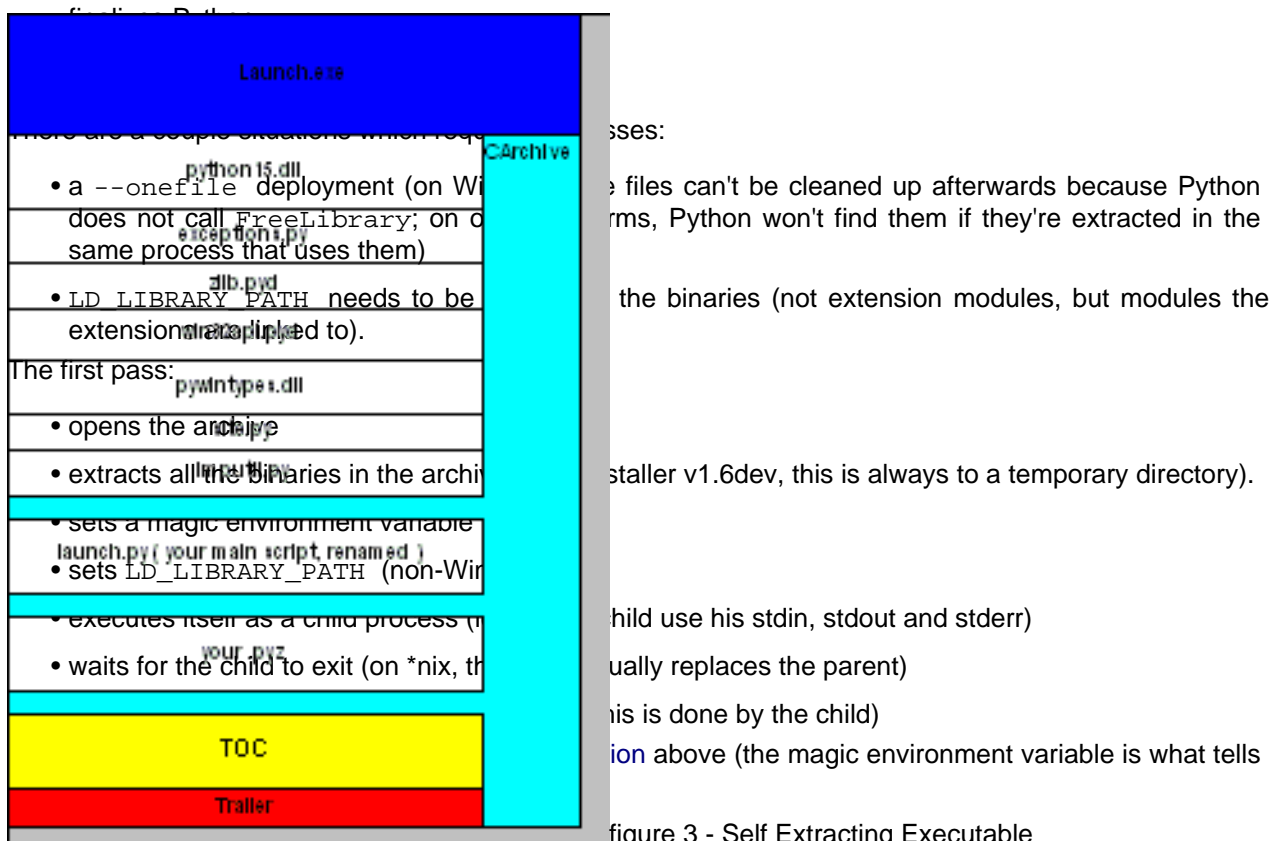 Launch.exe
There are a couple situations which requ sses:
CArchive
python15.dll
• a --onefile deployment (on Wi e files can't be cleaned up afterwards because Python
does not call FreeLibrary; on o rms, Python won't find them if they're extracted in the
exceptions.py
same process that uses them)
zlib.pyd
• LD_LIBRARY_PATH needs to be the binaries (not extension modules, but modules the
linked to).
The first pass:
pywintypes.dll
• opens the archive
• extracts all the binaries in the archiv staller v1.6dev, this is always to a temporary directory).
• sets a magic environment variable
launch.py ( your main script, renamed )
• sets LD_LIBRARY_PATH (non-Win
• executes itself as a child process ( hild use his stdin, stdout and stderr)
your .pyz
• waits for the child to exit (on *nix, th ually replaces the parent)
his is done by the child)
TOC
ion above (the magic environment variable is what tells
Trailer
figure 3 - Self Extracting Executable